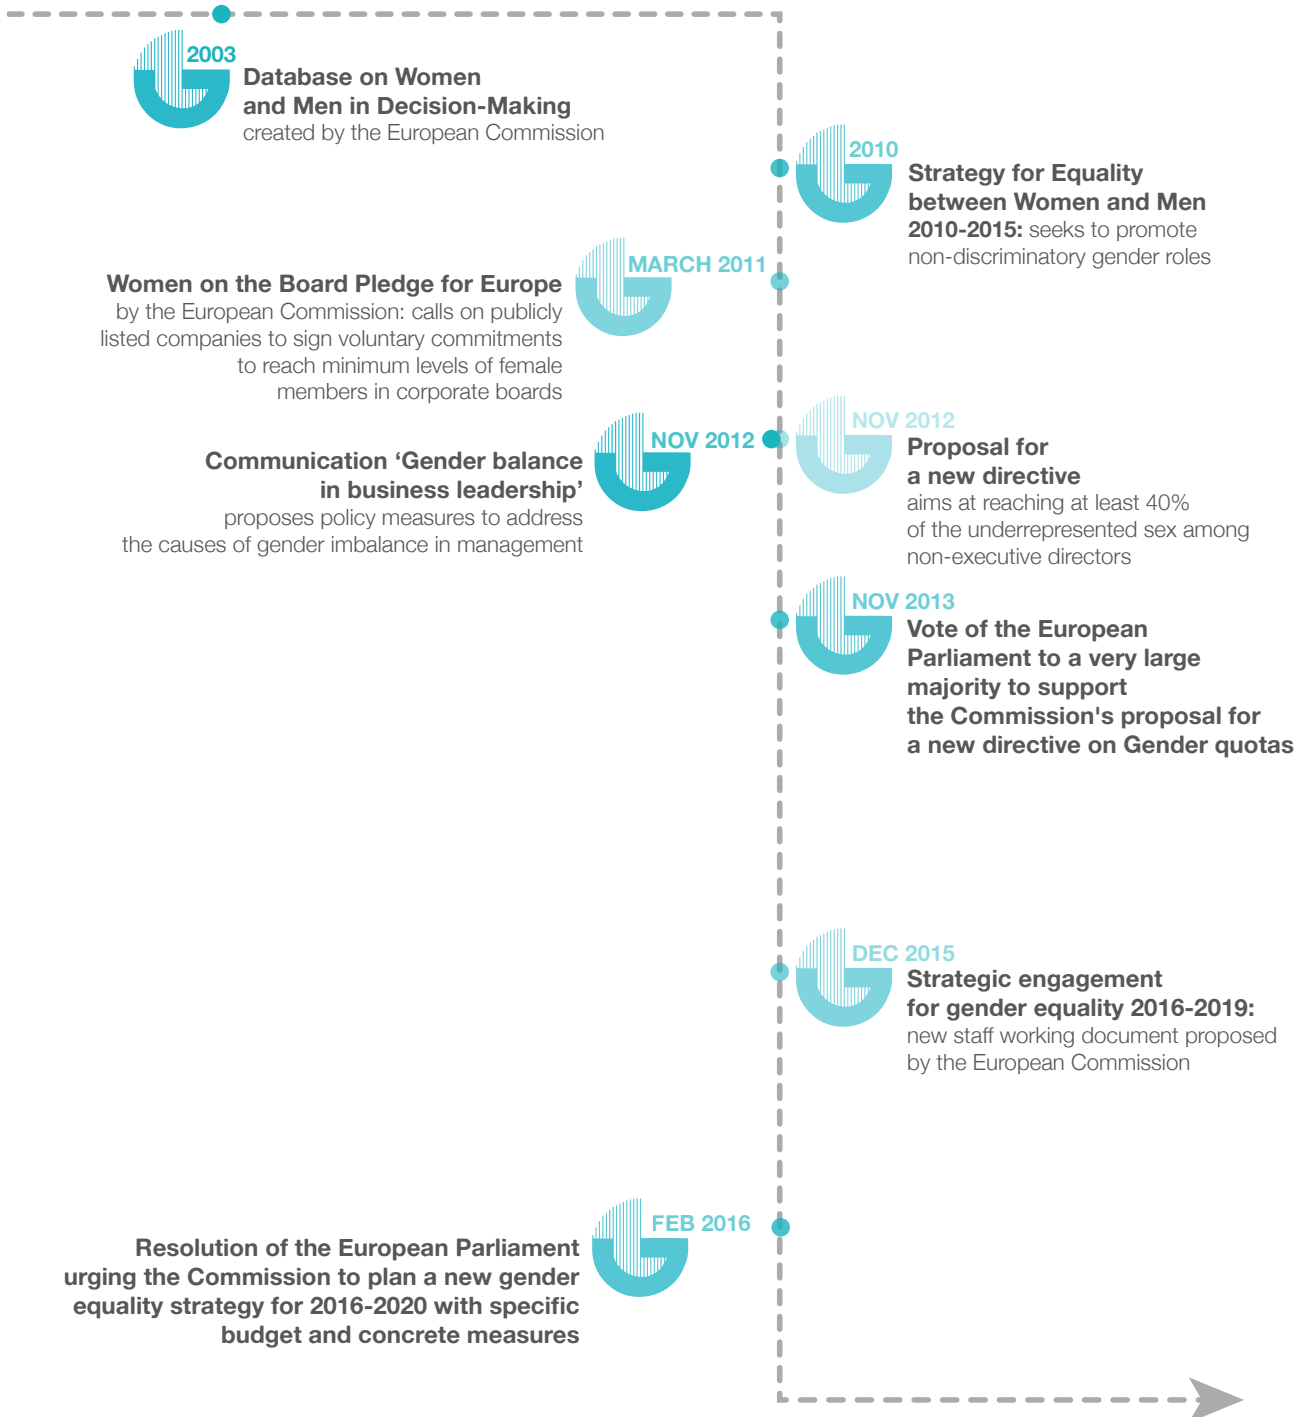 2003
Database on Women
and Men in Decision-Making
created by the European Commission
2010
Strategy for Equality
between Women and Men
2010-2015: seeks to promote
non-discriminatory gender roles
MARCH 2011
Women on the Board Pledge for Europe
by the European Commission: calls on publicly
listed companies to sign voluntary commitments
to reach minimum levels of female
members in corporate boards
NOV 2012
Communication ‘Gender balance
in business leadership’
proposes policy measures to address
the causes of gender imbalance in management
NOV 2012
Proposal for
a new directive
aims at reaching at least 40%
of the underrepresented sex among
non-executive directors
NOV 2013
Vote of the European
Parliament to a very large
majority to support
the Commission's proposal for
a new directive on Gender quotas
DEC 2015
Strategic engagement
for gender equality 2016-2019:
new staff working document proposed
by the European Commission
FEB 2016
Resolution of the European Parliament
urging the Commission to plan a new gender
equality strategy for 2016-2020 with specific
budget and concrete measures